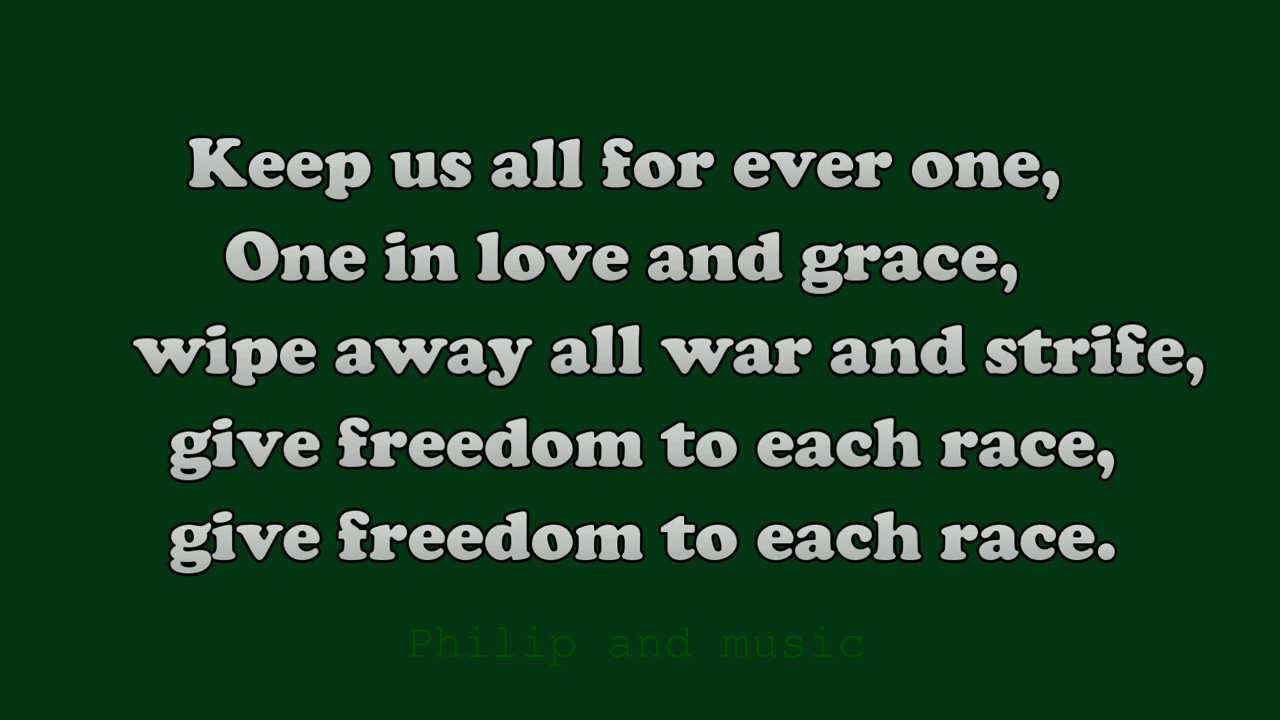 Keep us all for ever one,
One in love and grace,
wipe away all war and strife,
give freedom to each race,
give freedom to each race.
Philip and music